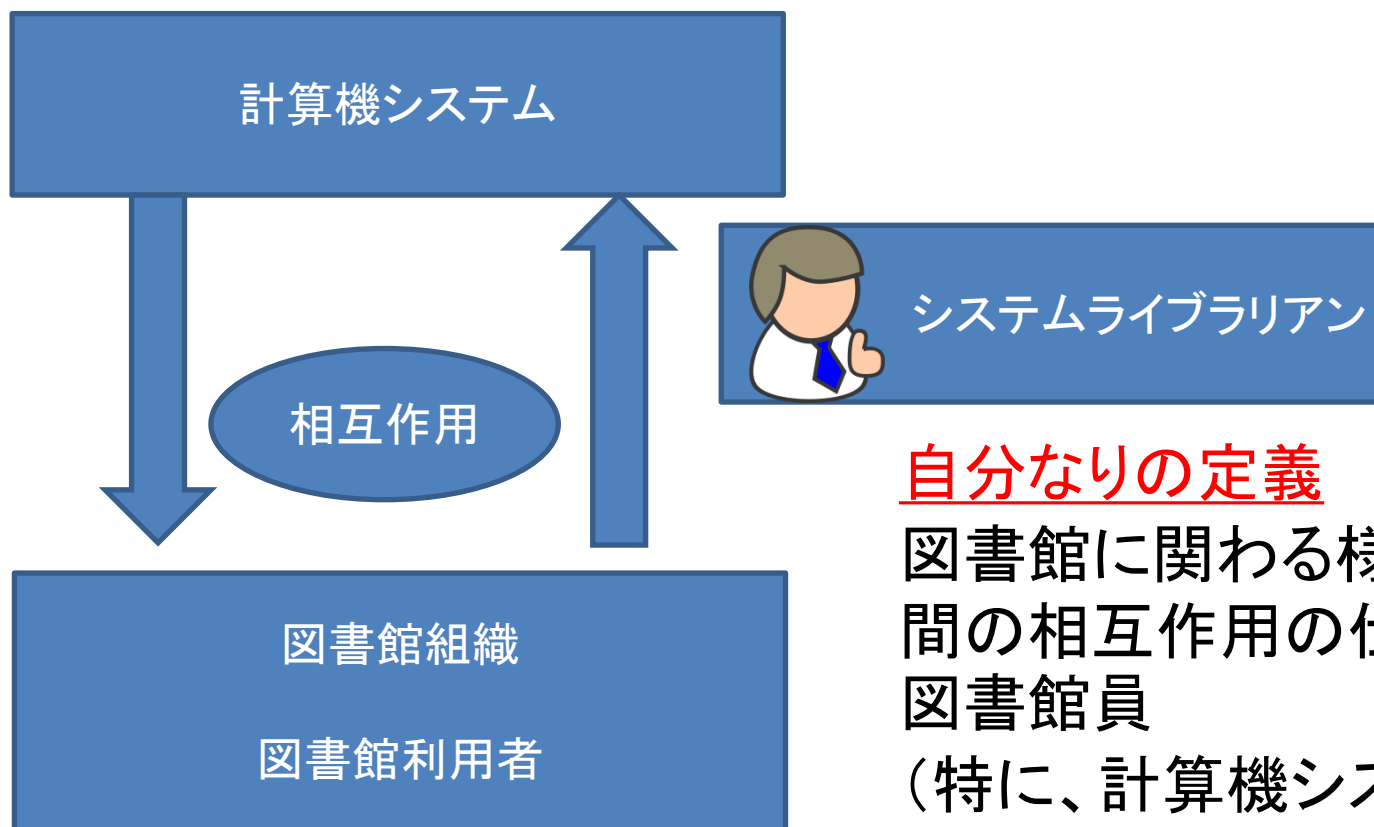 計算機システム
システムライブラリアン
相互作用
自分なりの定義
図書館に関わる様
間の相互作用の
図書館員
（特に、計算機シス
図書館組織
図書館利用者